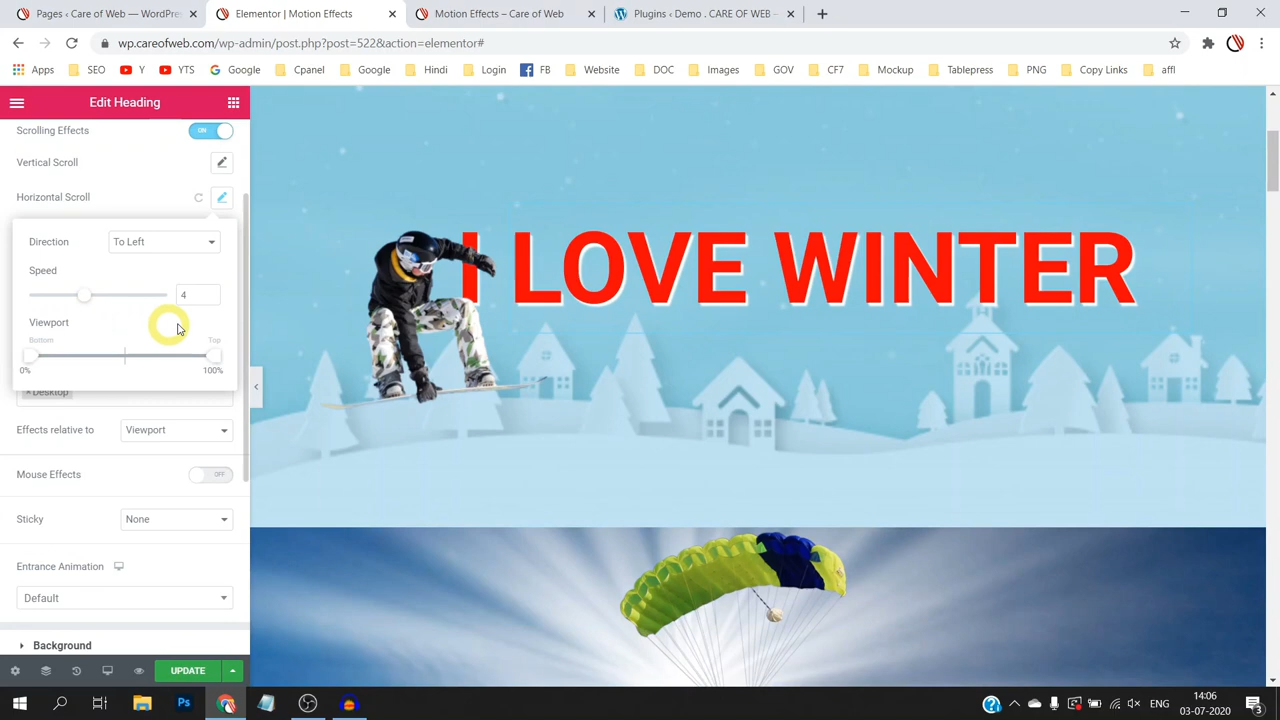 Pages ‹ Care of Web — WordPres
Elementor | Motion Effects
Motion Effects – Care of Web
Plugins ‹ Demo . CARE OF WEB –
wp.careofweb.com/wp-admin/post.php?post=522&action=elementor#
Apps
SEO
Y
YTS
Google
Cpanel
Google
Hindi
Login
FB
Website
DOC
Images
GOV
CF7
Mockup
Tablepress
PNG
Copy Links
affl
Edit Heading
Scrolling Effects
ON
Vertical Scroll
Horizontal Scroll
Direction
To Left
Speed
4
Viewport
Bottom
Top
0%
100%
× Desktop
Effects relative to
Viewport
Mouse Effects
OFF
Sticky
None
Entrance Animation
Default
Background
UPDATE
I LOVE WINTER
Ps
ENG
14:06
03-07-2020
3